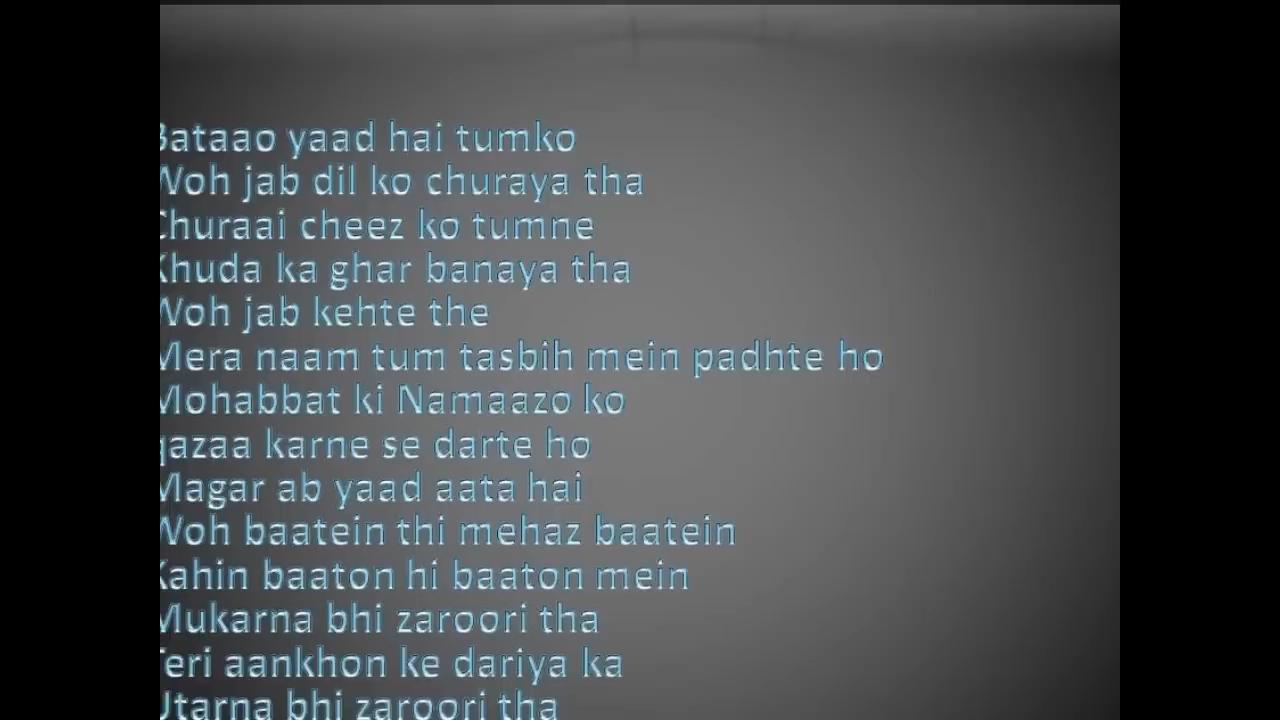 Bataao yaad hai tumko
Woh jab dil ko churaya tha
Churaai cheez ko tumne
Khuda ka ghar banaya tha
Woh jab kehte the
Mera naam tum tasbih mein padhte ho
Mohabbat ki Namaazo ko
qazaa karne se darte ho
Magar ab yaad aata hai
Woh baatein thi mehaz baatein
Kahin baaton hi baaton mein
Mukarna bhi zaroori tha
Teri aankhon ke dariya ka
Utarna bhi zaroori tha